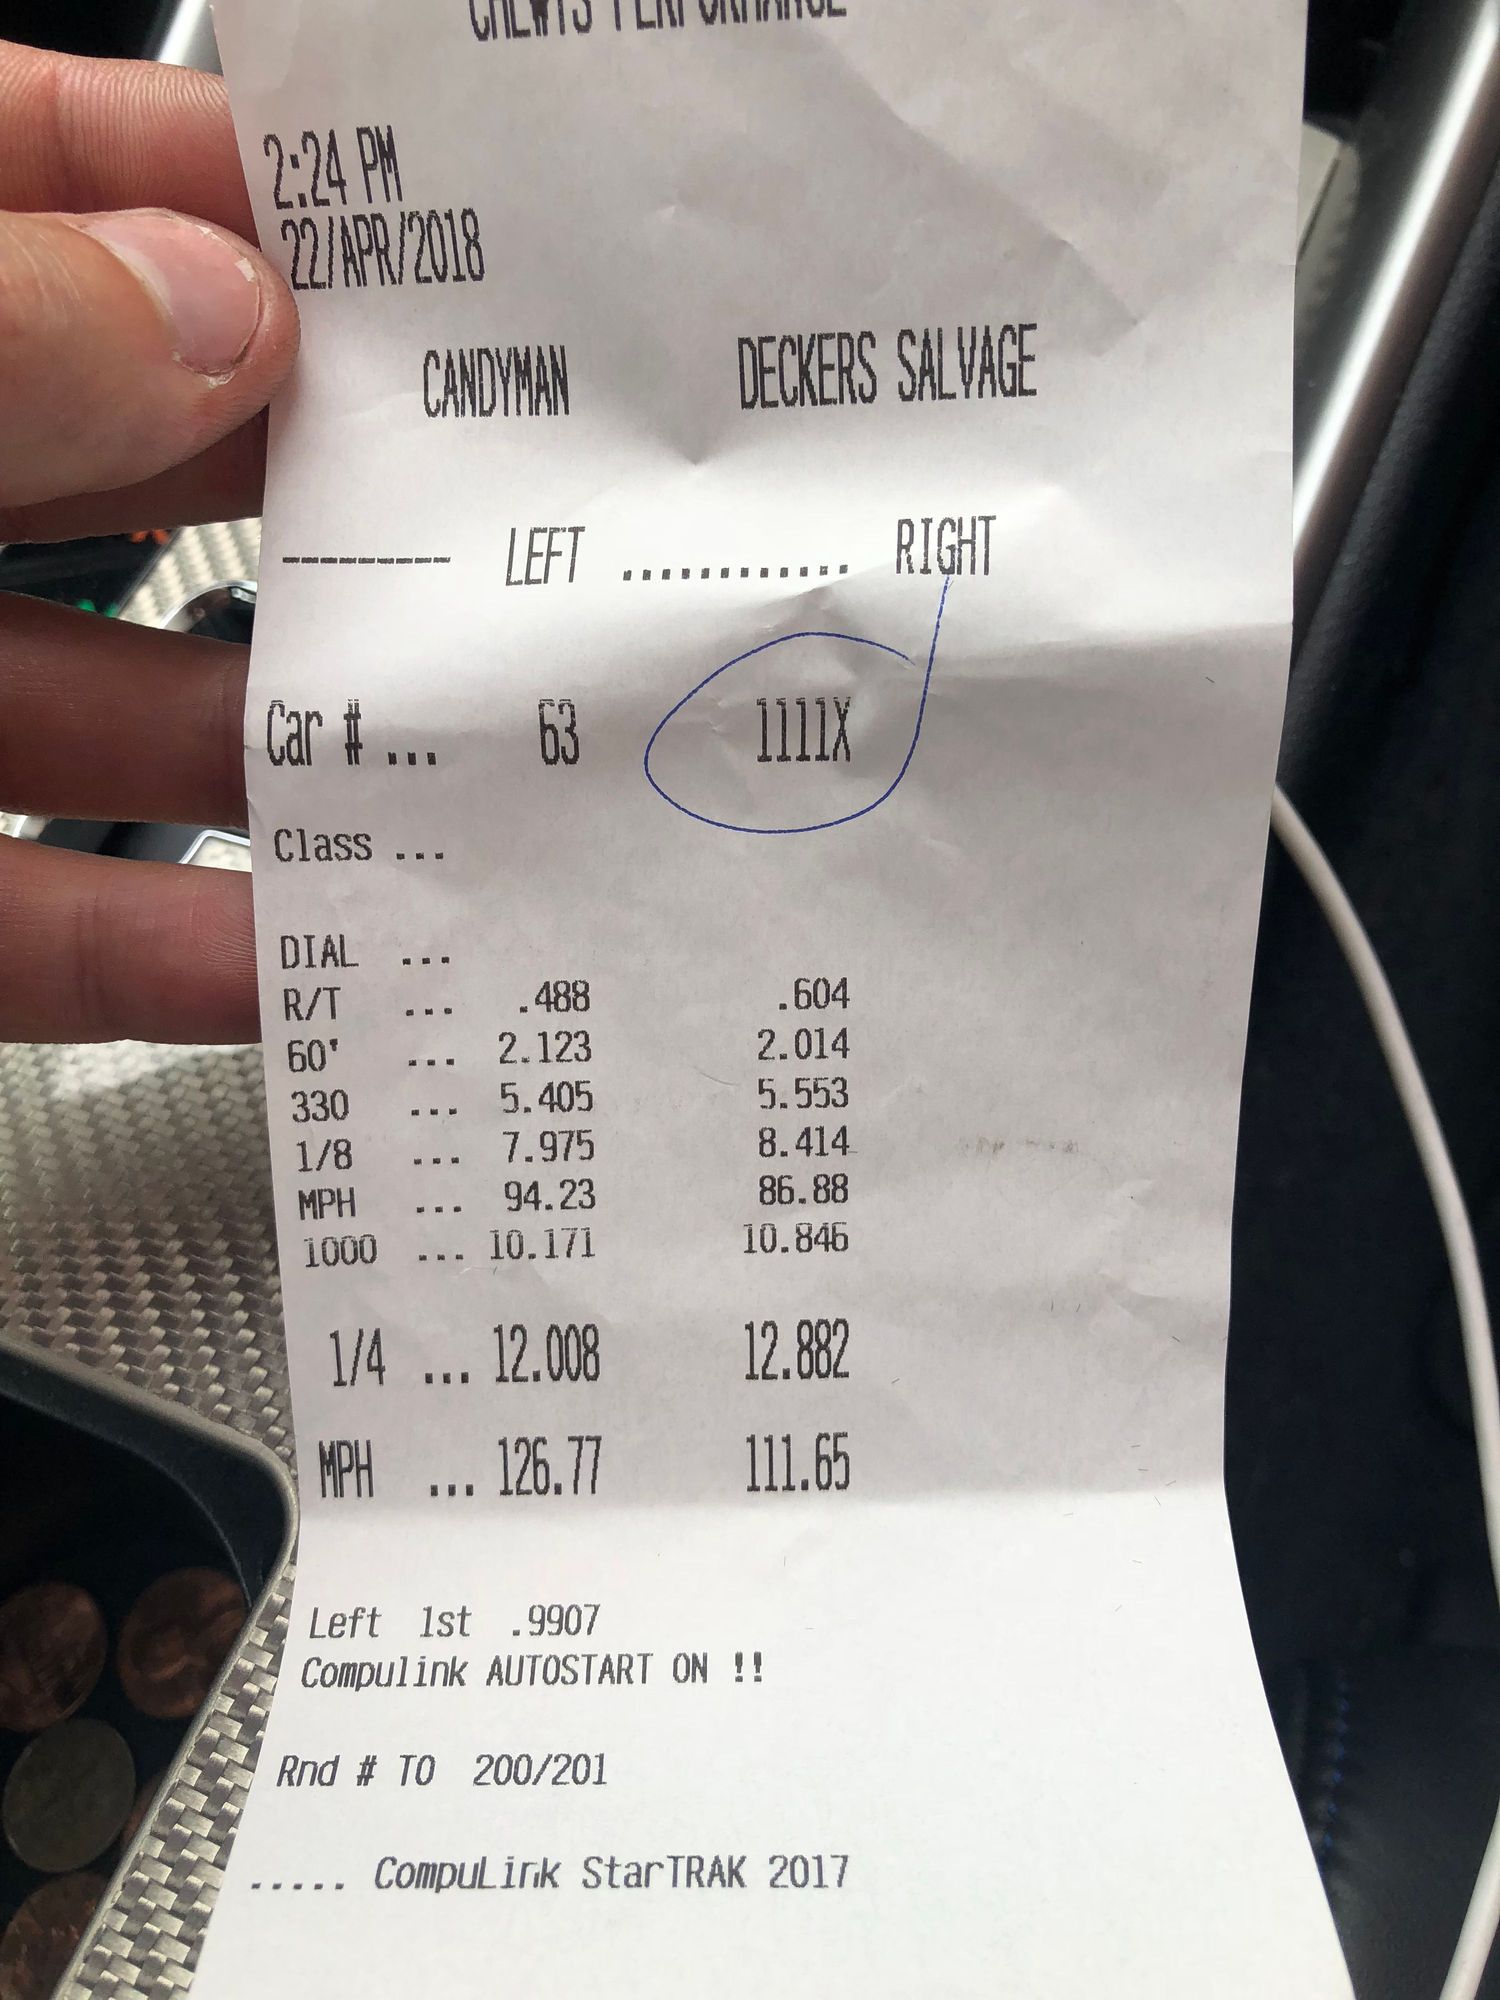 PERFORMANCE
2:24 PM
22/APR/2018
CANDYMAN DECKERS SALVAGE
------ LEFT ............ RIGHT
Car # ... 63 1111X
Class ...
DIAL ...
R/T ... .488 .604
60' ... 2.123 2.014
330 ... 5.405 5.553
1/8 ... 7.975 8.414
MPH ... 94.23 86.88
1000 ... 10.171 10.846
1/4 ... 12.008 12.882
MPH ... 126.77 111.65
Left 1st .9907
Compulink AUTOSTART ON !!
Rnd # TO 200/201
..... CompuLink StarTRAK 2017